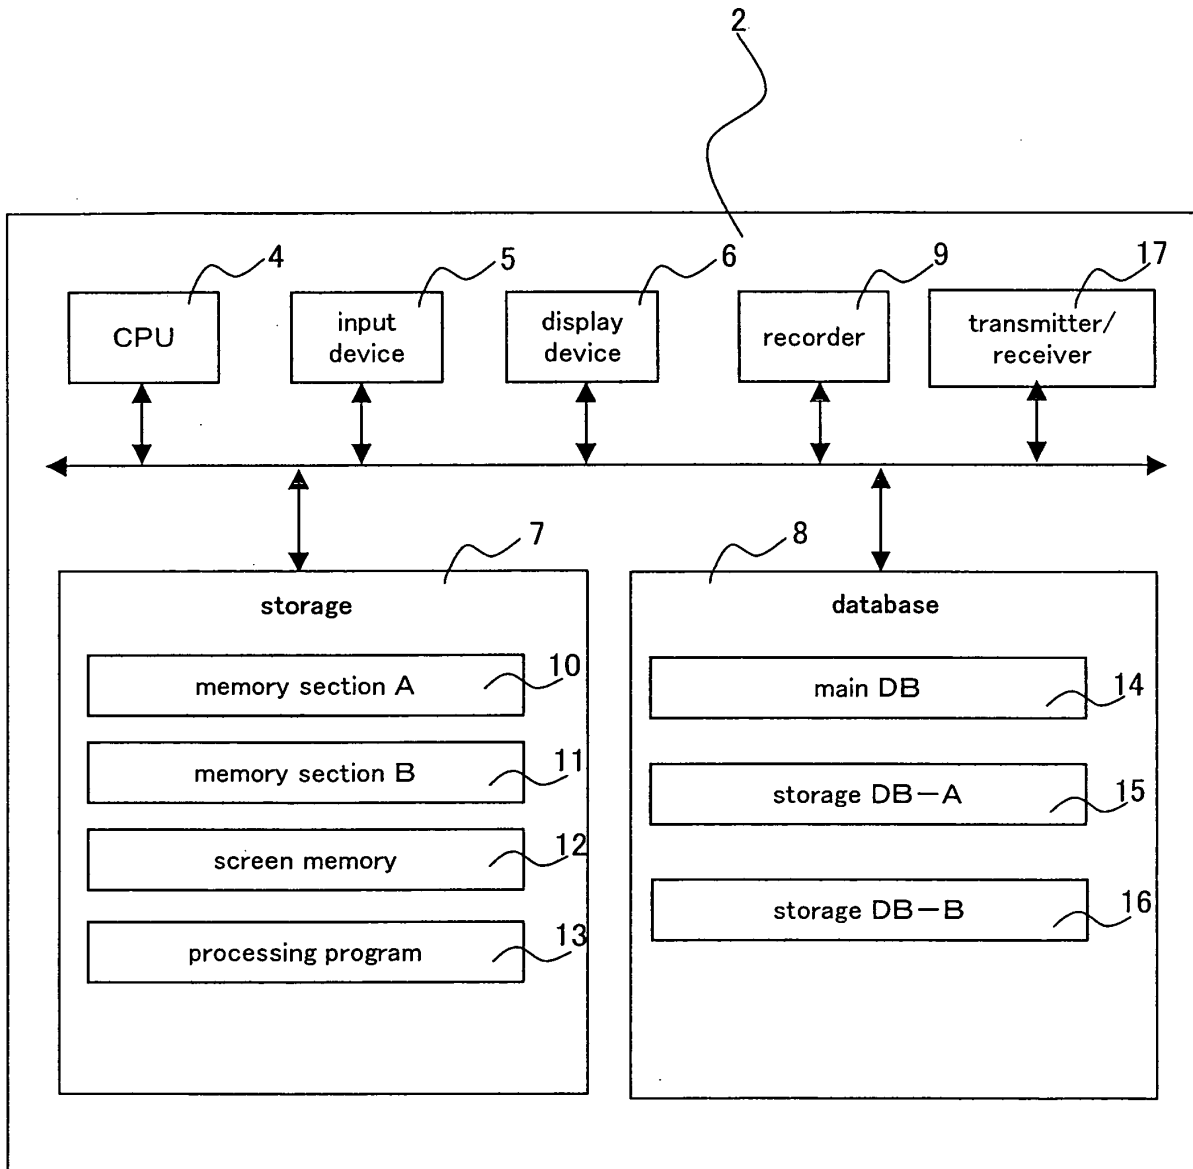 2
4
5
6
9
17
CPU
input
device
display
device
recorder
transmitter/
receiver
7
8
storage
database
memory section A
10
main DB
14
memory section B
11
storage DB-A
15
screen memory
12
storage DB-B
16
processing program
13